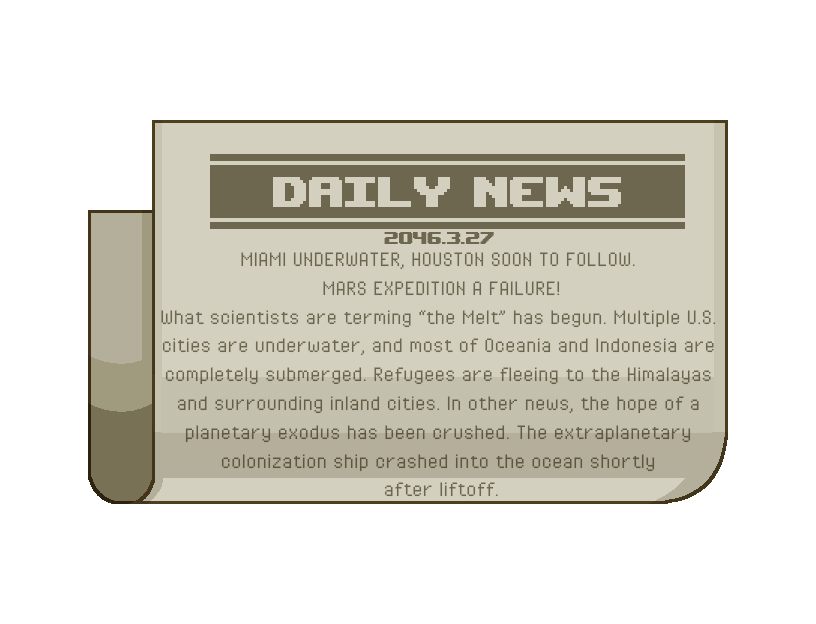 DAILY NEWS
2046.3.27
MIAMI UNDERWATER, HOUSTON SOON TO FOLLOW.
MARS EXPEDITION A FAILURE!
What scientists are terming “the Melt” has begun. Multiple U.S.
cities are underwater, and most of Oceania and Indonesia are
completely submerged. Refugees are fleeing to the Himalayas
and surrounding inland cities. In other news, the hope of a
planetary exodus has been crushed. The extraplanetary
colonization ship crashed into the ocean shortly
after liftoff.